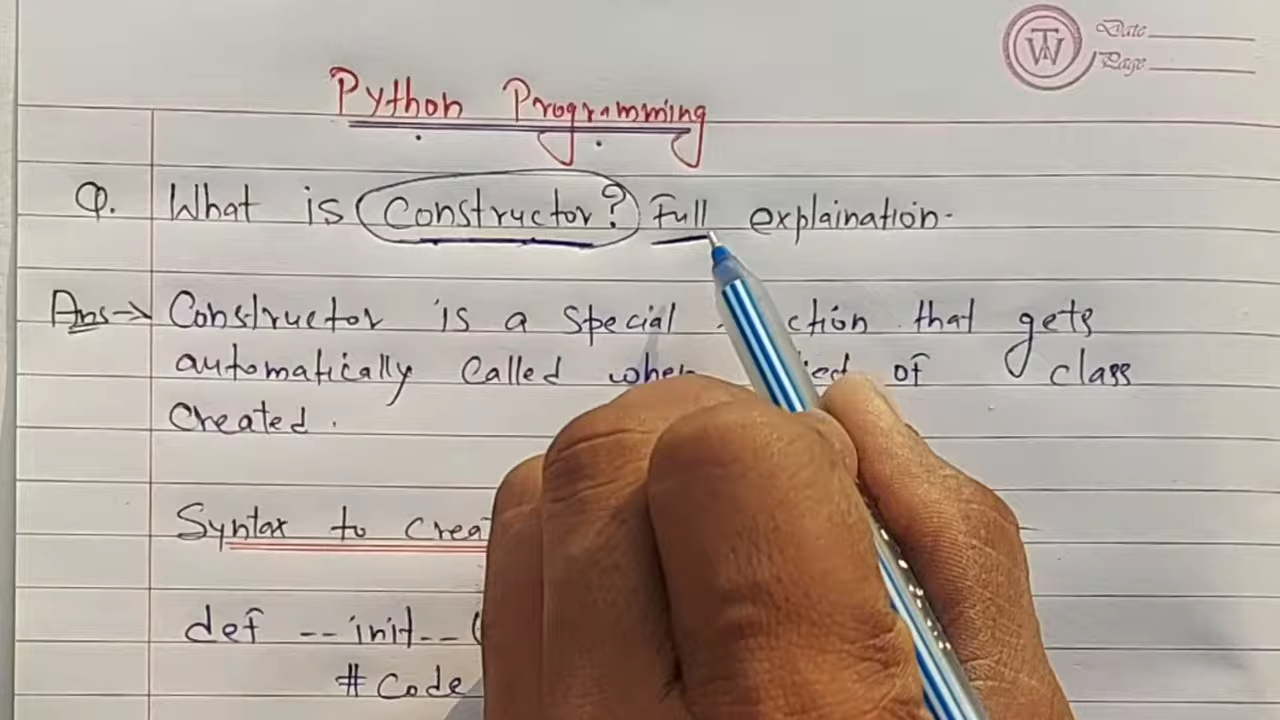 Date
Page
Python Programming
Q. What is Constructor? Full explaination.
Ans→ Constructor is a special ction that gets
automatically called when of class
created.
Syntax to
def --init--(
# code